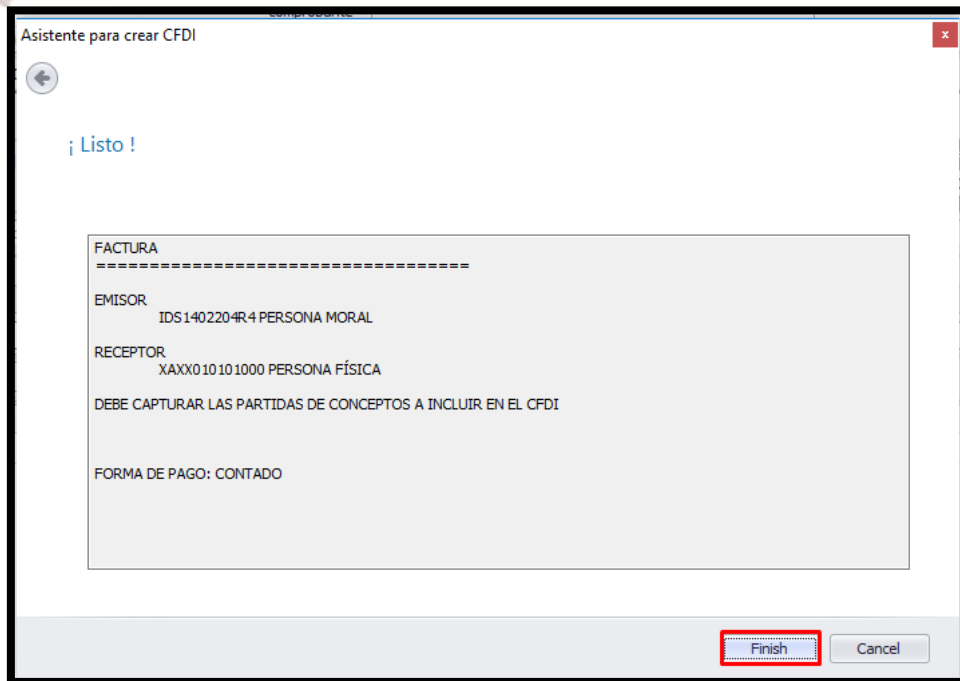 comprobante
Asistente para crear CFDI
x
¡ Listo !
FACTURA
===================================
EMISOR
IDS1402204R4 PERSONA MORAL
RECEPTOR
XAXX010101000 PERSONA FÍSICA
DEBE CAPTURAR LAS PARTIDAS DE CONCEPTOS A INCLUIR EN EL CFDI
FORMA DE PAGO: CONTADO
Finish
Cancel